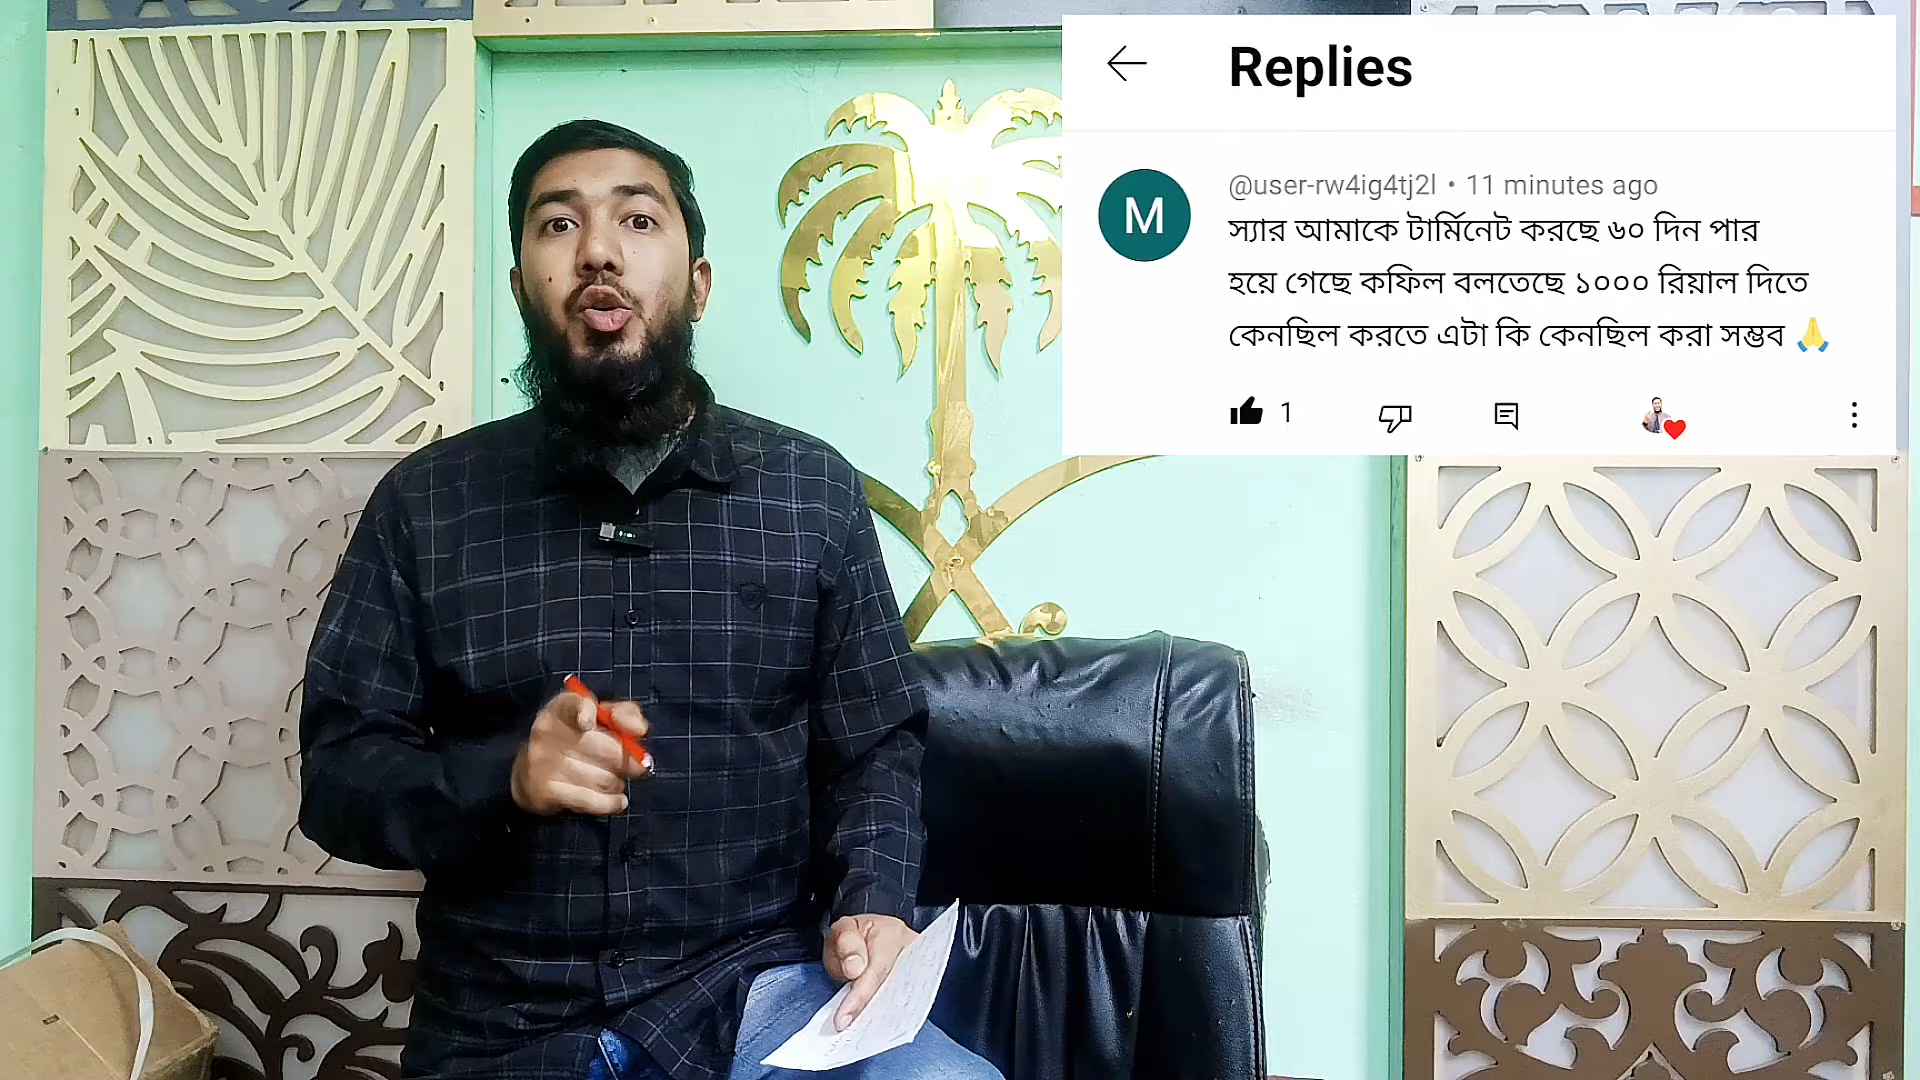 Replies
@user-rw4ig4tj2l • 11 minutes ago
M
স্যার আমাকে টার্মিনেট করছে ৬০ দিন পার
হয়ে গেছে কফিল বলতেছে ১০০০ রিয়াল দিতে
কেনছিল করতে এটা কি কেনছিল করা সম্ভব 🙏
1